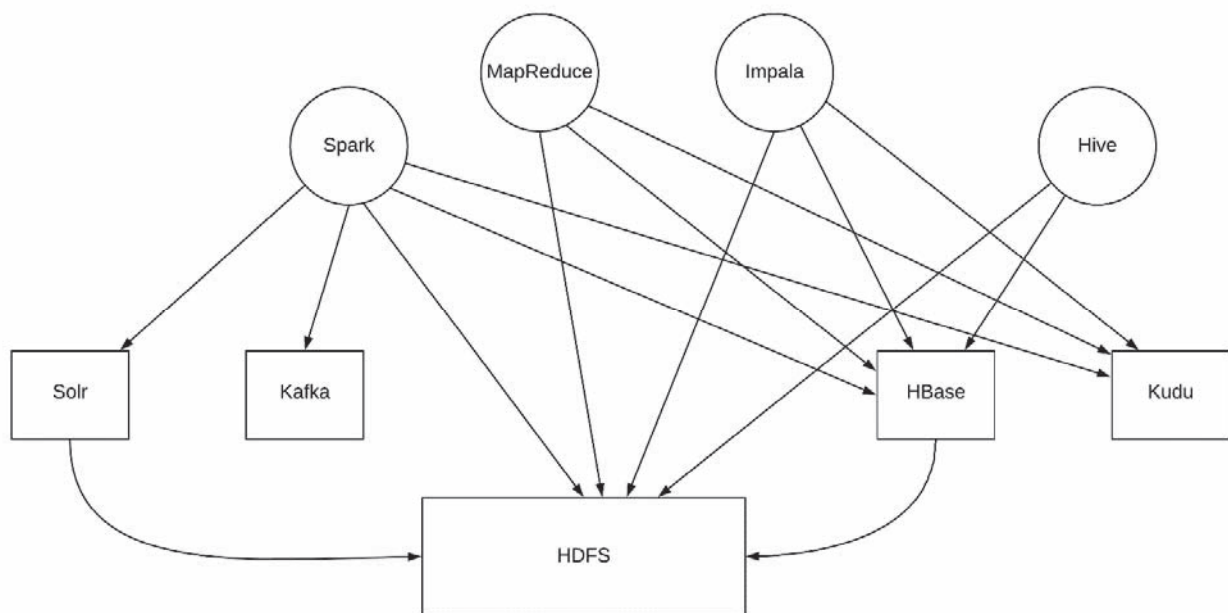 MapReduce
Impala
Spark
Hive
Solr
Kafka
HBase
Kudu
HDFS